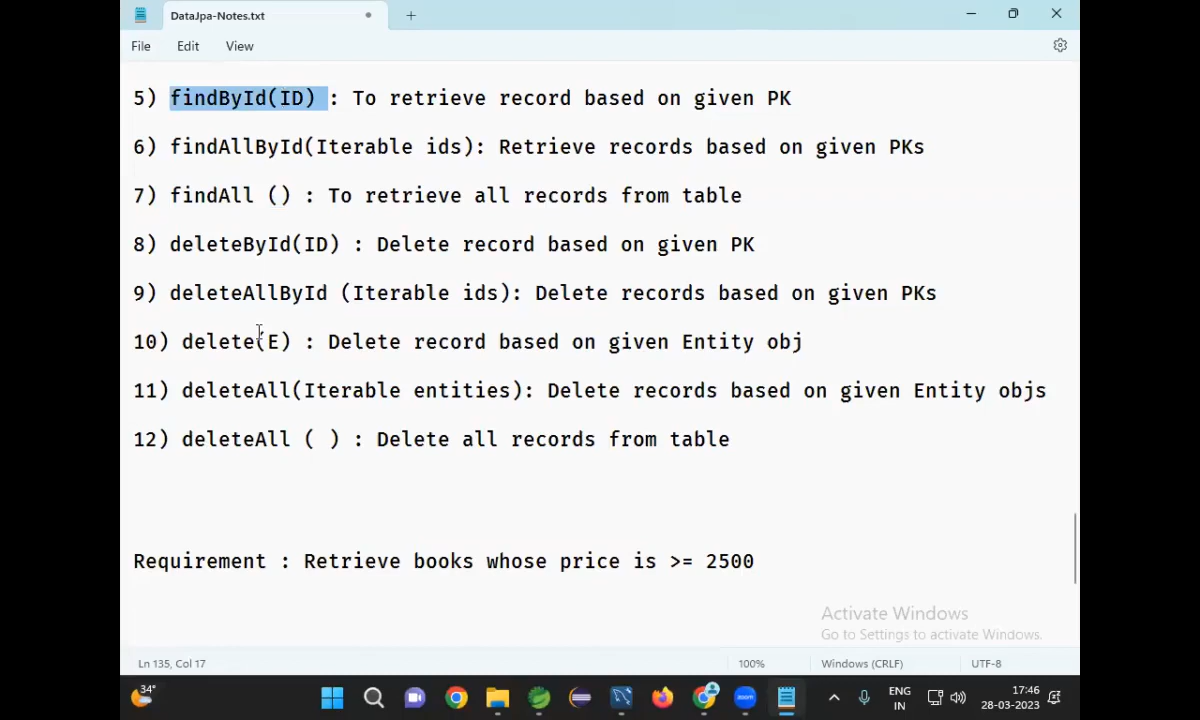 DataJpa-Notes.txt
File Edit View
5) findById(ID) : To retrieve record based on given PK
6) findAllById(Iterable ids): Retrieve records based on given PKs
7) findAll () : To retrieve all records from table
8) deleteById(ID) : Delete record based on given PK
9) deleteAllById (Iterable ids): Delete records based on given PKs
10) delete(E) : Delete record based on given Entity obj
11) deleteAll(Iterable entities): Delete records based on given Entity objs
12) deleteAll ( ) : Delete all records from table
Requirement : Retrieve books whose price is >= 2500
Activate Windows
Go to Settings to activate Windows.
Ln 135, Col 17 100% Windows (CRLF) UTF-8
34° ENG 17:46
IN 28-03-2023